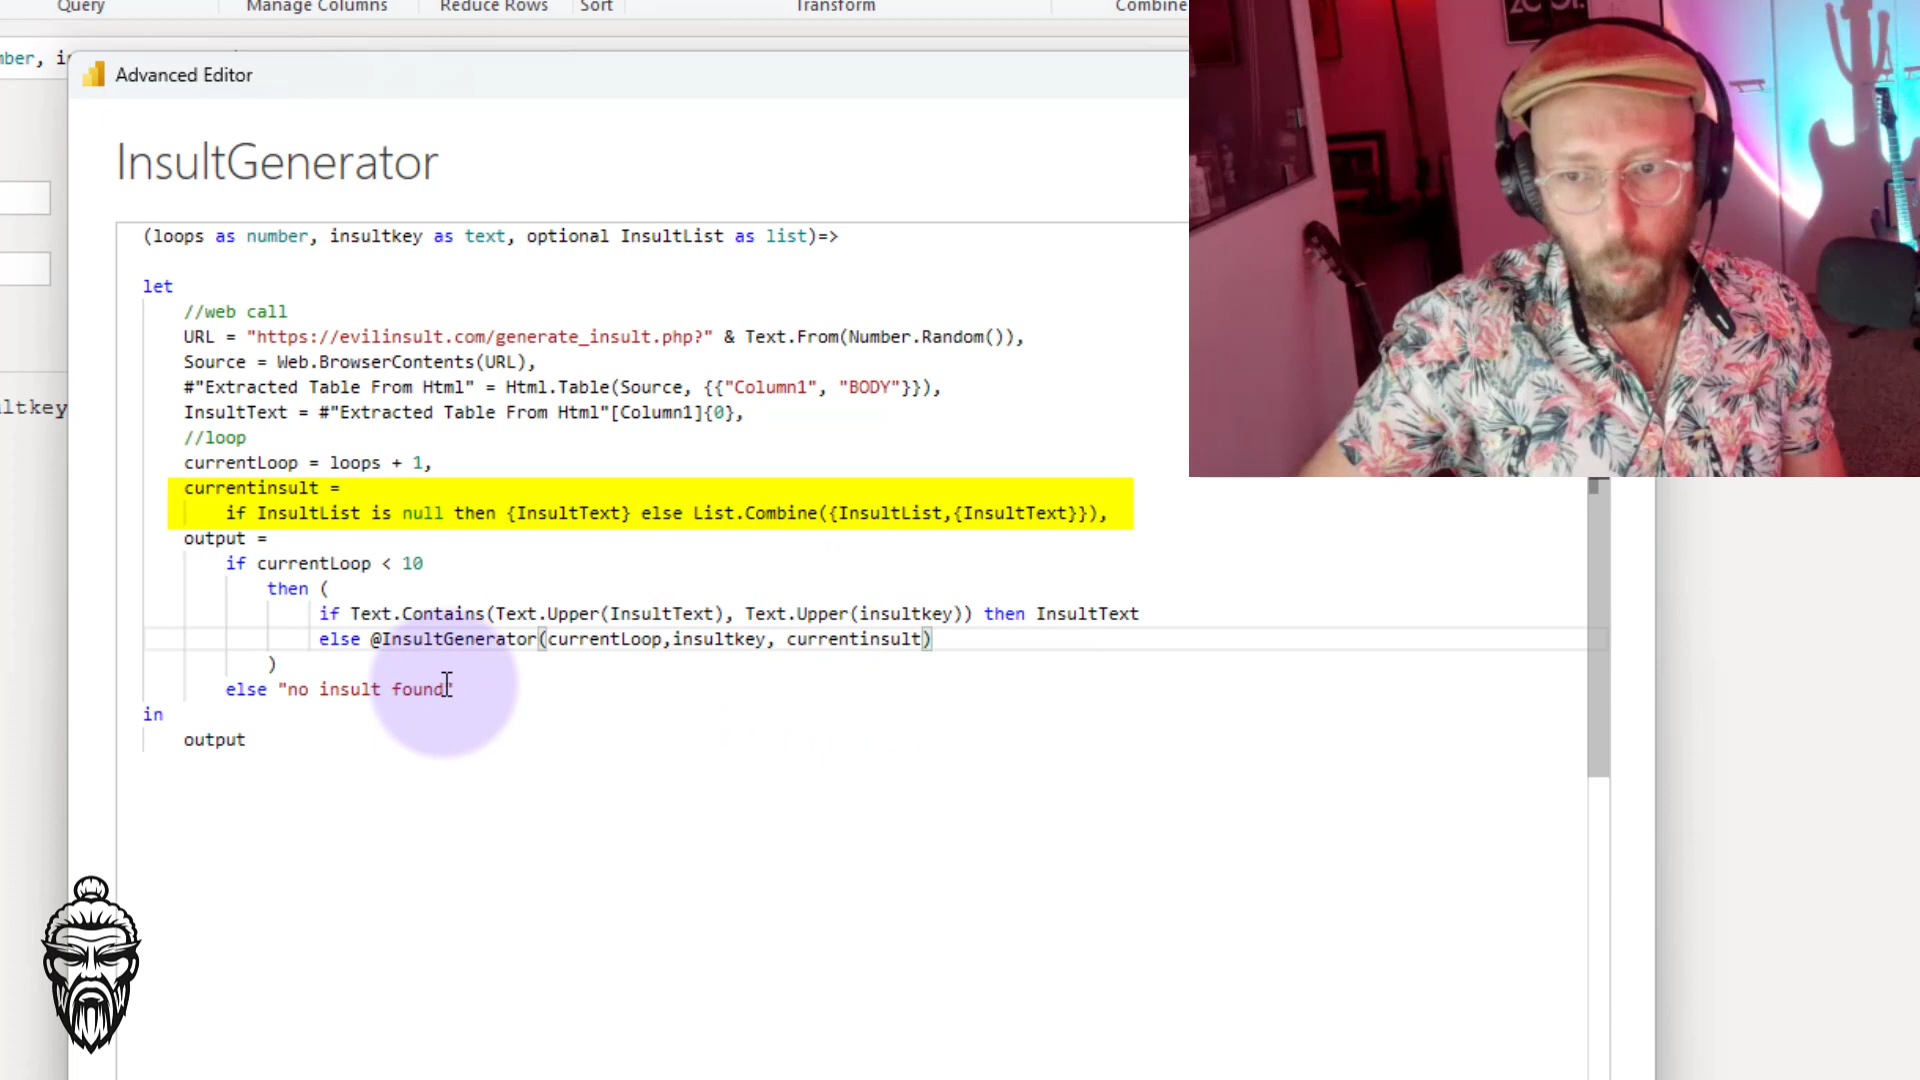 Query
Manage Columns
Reduce Rows
Sort
Transform
Combine
Advanced Editor
InsultGenerator
(loops as number, insultkey as text, optional InsultList as list)=>
let
//web call
URL = "https://evilinsult.com/generate_insult.php?" & Text.From(Number.Random()),
Source = Web.BrowserContents(URL),
#"Extracted Table From Html" = Html.Table(Source, {{"Column1", "BODY"}}),
InsultText = #"Extracted Table From Html"[Column1]{0},
//loop
currentLoop = loops + 1,
currentinsult =
if InsultList is null then {InsultText} else List.Combine({InsultList,{InsultText}}),
output =
if currentLoop < 10
then (
if Text.Contains(Text.Upper(InsultText), Text.Upper(insultkey)) then InsultText
else @InsultGenerator(currentLoop,insultkey, currentinsult)
)
else "no insult found"
in
output